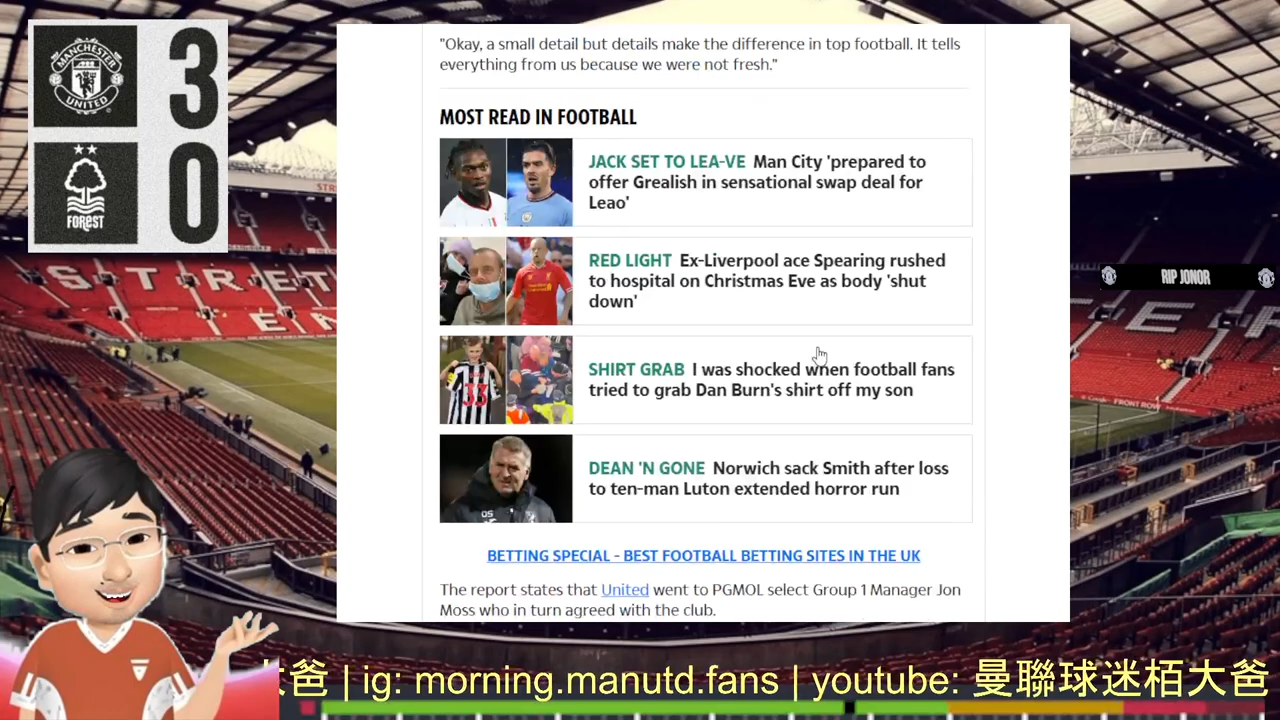 MANCHESTER
UNITED
3
FOREST
0
"Okay, a small detail but details make the difference in top football. It tells
everything from us because we were not fresh."
MOST READ IN FOOTBALL
JACK SET TO LEA-VE Man City 'prepared to
offer Grealish in sensational swap deal for
Leao'
RED LIGHT Ex-Liverpool ace Spearing rushed
to hospital on Christmas Eve as body 'shut
down'
SHIRT GRAB I was shocked when football fans
tried to grab Dan Burn's shirt off my son
33
DEAN 'N GONE Norwich sack Smith after loss
to ten-man Luton extended horror run
DS
BETTING SPECIAL - BEST FOOTBALL BETTING SITES IN THE UK
The report states that United went to PGMOL select Group 1 Manager Jon
Moss who in turn agreed with the club.
RIP JONOR
STRET
E
TER
FRONT ROW
大爸 | ig: morning.manutd.fans | youtube: 曼聯球迷栢大爸